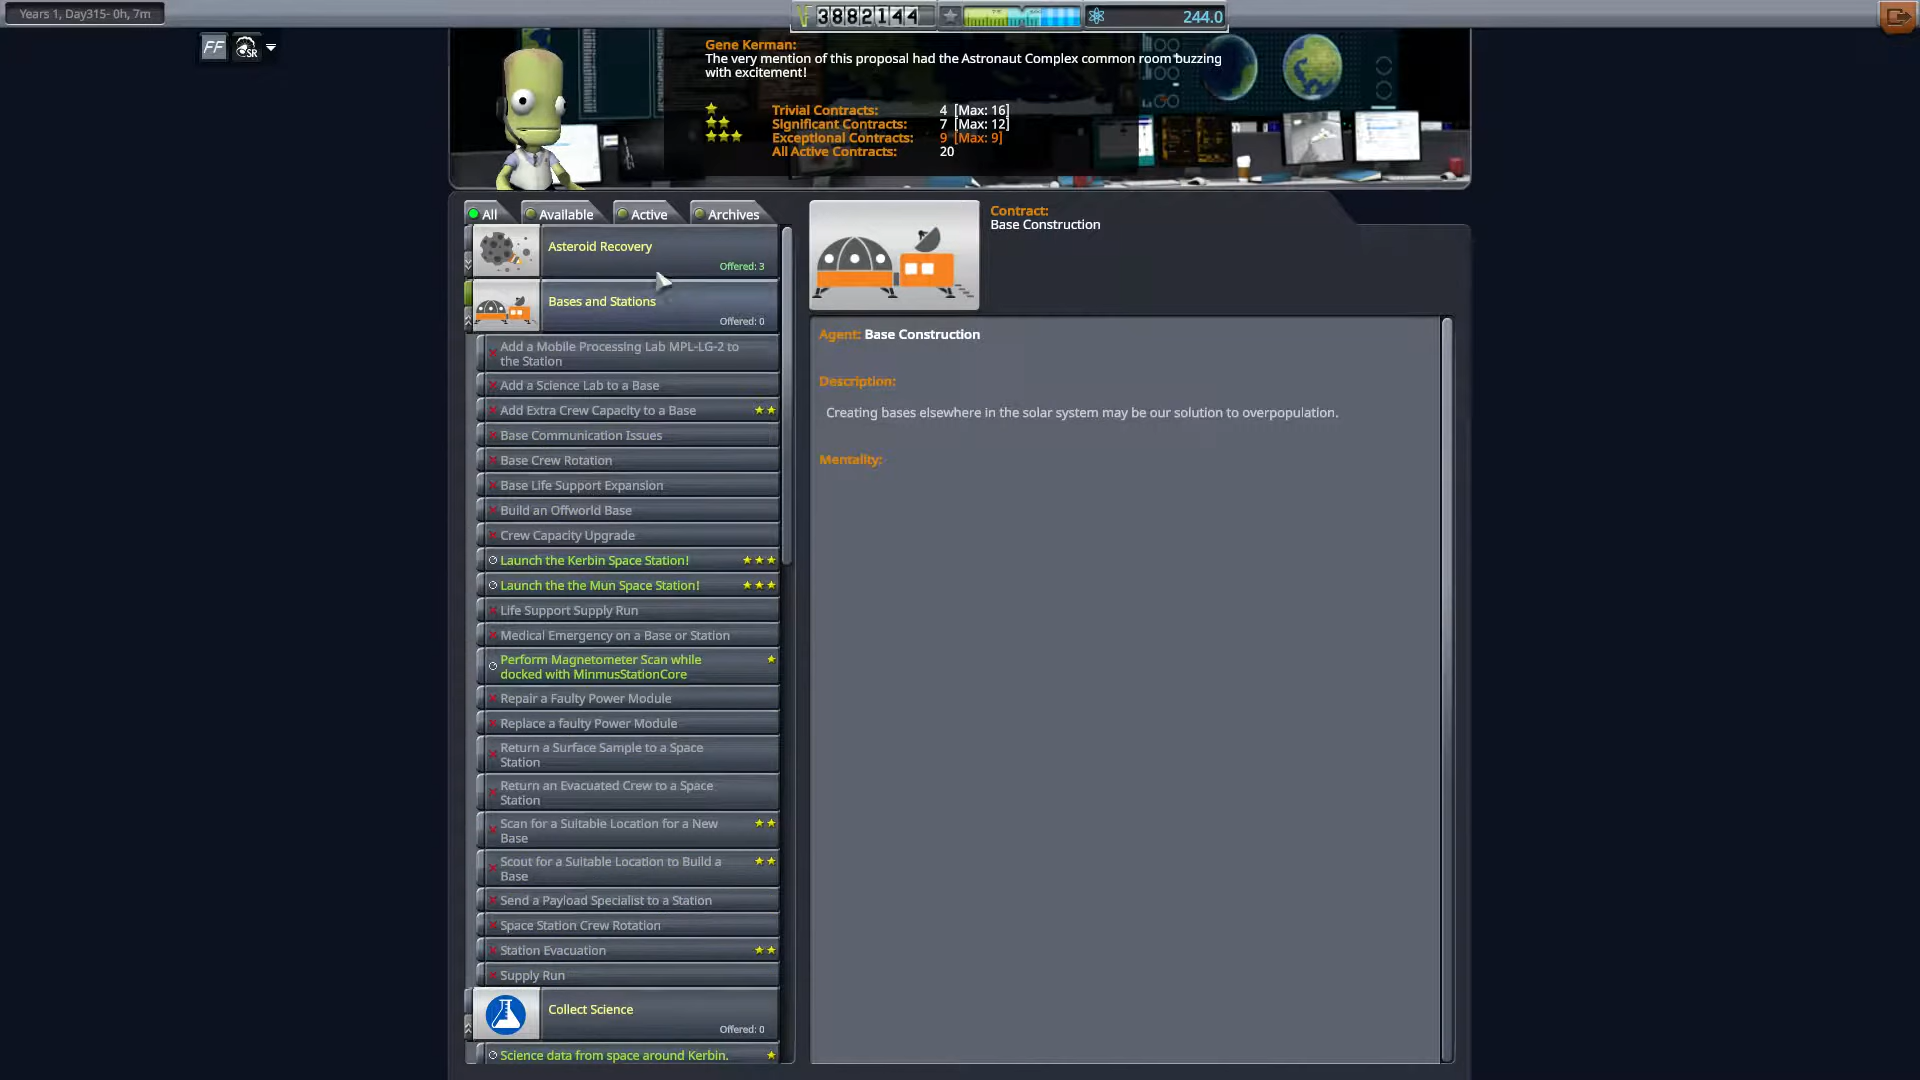 Years 1, Day315- 0h, 7m
3882144
244.0
FF
SR
Gene Kerman:
The very mention of this proposal had the Astronaut Complex common room buzzing
with excitement!
Trivial Contracts: 4 [Max: 16]
Significant Contracts: 7 [Max: 12]
Exceptional Contracts: 9 [Max: 9]
All Active Contracts: 20
All
Available
Active
Archives
Asteroid Recovery
Offered: 3
Bases and Stations
Offered: 0
Add a Mobile Processing Lab MPL-LG-2 to
the Station
Add a Science Lab to a Base
Add Extra Crew Capacity to a Base
Base Communication Issues
Base Crew Rotation
Base Life Support Expansion
Build an Offworld Base
Crew Capacity Upgrade
Launch the Kerbin Space Station!
Launch the the Mun Space Station!
Life Support Supply Run
Medical Emergency on a Base or Station
Perform Magnetometer Scan while
docked with MinmusStationCore
Repair a Faulty Power Module
Replace a faulty Power Module
Return a Surface Sample to a Space
Station
Return an Evacuated Crew to a Space
Station
Scan for a Suitable Location for a New
Base
Scout for a Suitable Location to Build a
Base
Send a Payload Specialist to a Station
Space Station Crew Rotation
Station Evacuation
Supply Run
Collect Science
Offered: 0
Science data from space around Kerbin.
Contract:
Base Construction
Agent: Base Construction
Description:
Creating bases elsewhere in the solar system may be our solution to overpopulation.
Mentality: